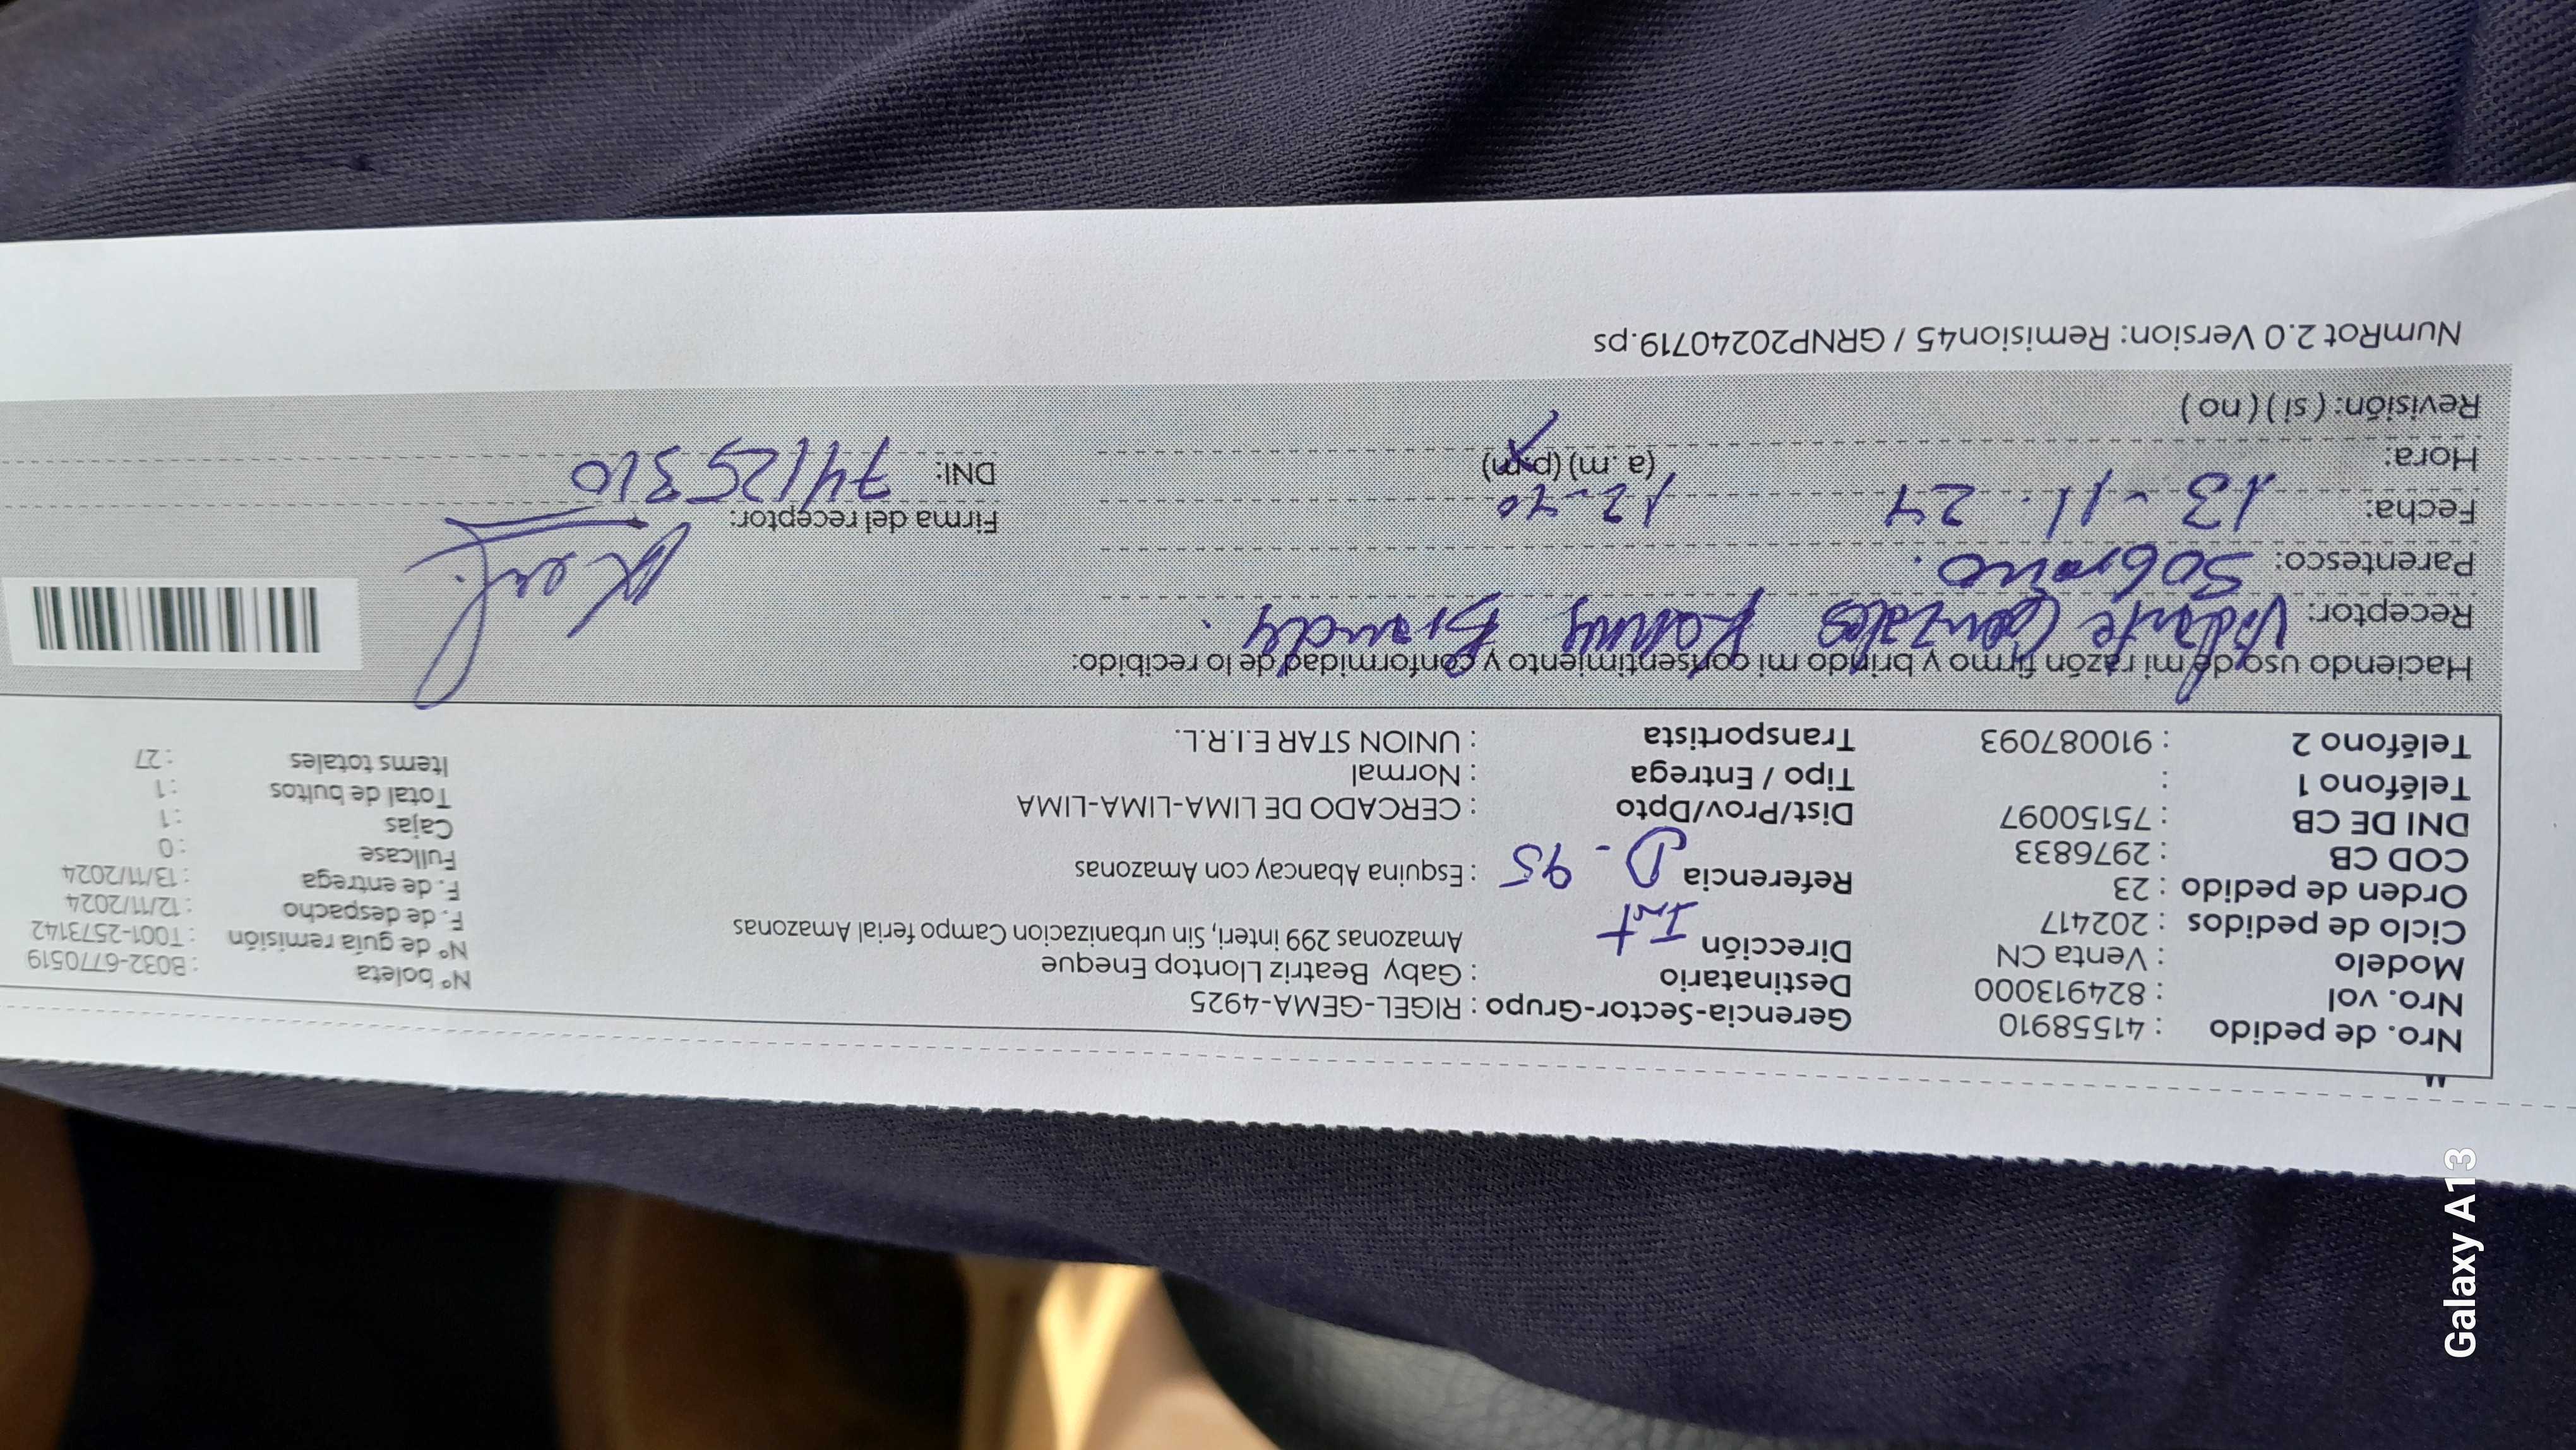 Nro. de pedido : 41558910 Gerencia-Sector-Grupo : RIGEL-GEMA-4925 N° boleta : B032-6770519
Nro. vol : 824913000 Destinatario : Gaby Beatriz Llontop Eneque N° de guía remisión : T001-2573142
Modelo : Venta CN Dirección Int Amazonas 299 interi, Sin urbanizacion Campo ferial Amazonas F. de despacho : 12/11/2024
Ciclo de pedidos : 202417 Referencia D - 95 : Esquina Abancay con Amazonas F. de entrega : 13/11/2024
Orden de pedido : 23 Dist/Prov/Dpto : CERCADO DE LIMA-LIMA-LIMA Fullcase : 0
COD CB : 2976833 Tipo / Entrega : Normal Cajas : 1
DNI DE CB : 75150097 Transportista : UNION STAR E.I.R.L. Total de bultos : 1
Teléfono 1 : Items totales : 27
Teléfono 2 : 910087093
Haciendo uso de mi razón firmo y brindo mi consentimiento y conformidad de lo recibido:
Receptor: Vidarte Gonzales Brandy.
Parentesco: Sobrino.
Fecha: 13-11.24 Firma del receptor:
Hora: 12-40 (a.m) (p.m) DNI: 74125310
Revisión: ( si ) ( no )
NumRot 2.0 Version: Remision45 / GRNP20240719.ps
Galaxy A13